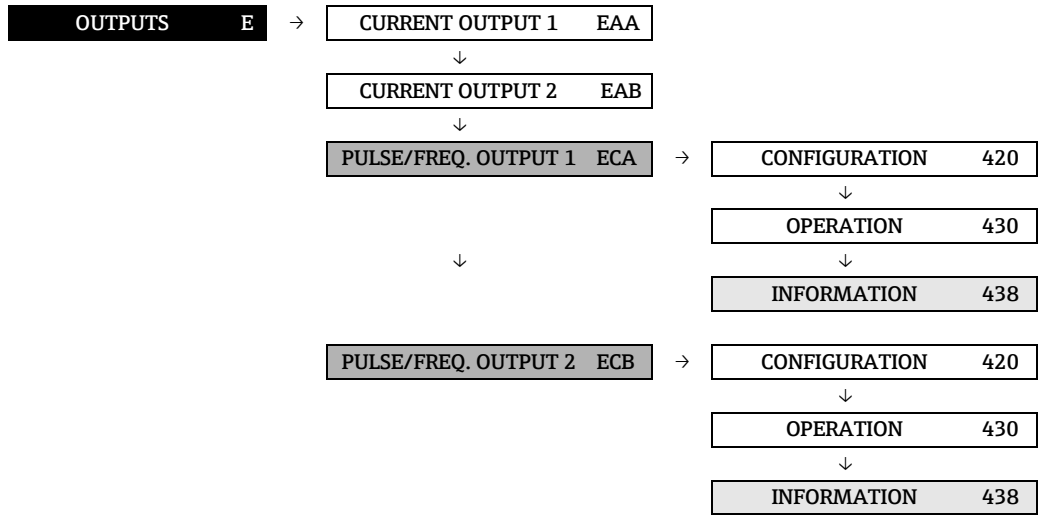 OUTPUTS E → CURRENT OUTPUT 1 EAA
↓
CURRENT OUTPUT 2 EAB
↓
PULSE/FREQ. OUTPUT 1 ECA → CONFIGURATION 420
↓
OPERATION 430
↓ ↓
INFORMATION 438
PULSE/FREQ. OUTPUT 2 ECB → CONFIGURATION 420
↓
OPERATION 430
↓
INFORMATION 438